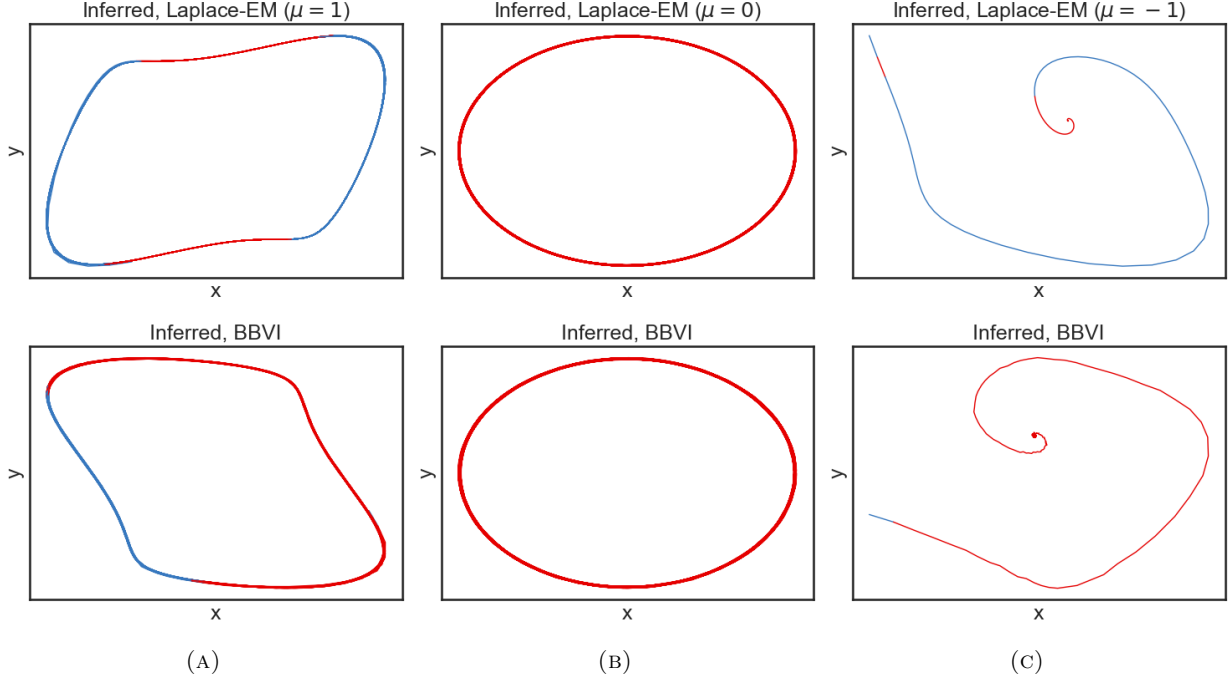 Inferred, Laplace-EM (μ = 1)
y
x
Inferred, Laplace-EM (μ = 0)
y
x
Inferred, Laplace-EM (μ = −1)
y
x
Inferred, BBVI
y
x
Inferred, BBVI
y
x
Inferred, BBVI
y
x
(A)
(B)
(C)